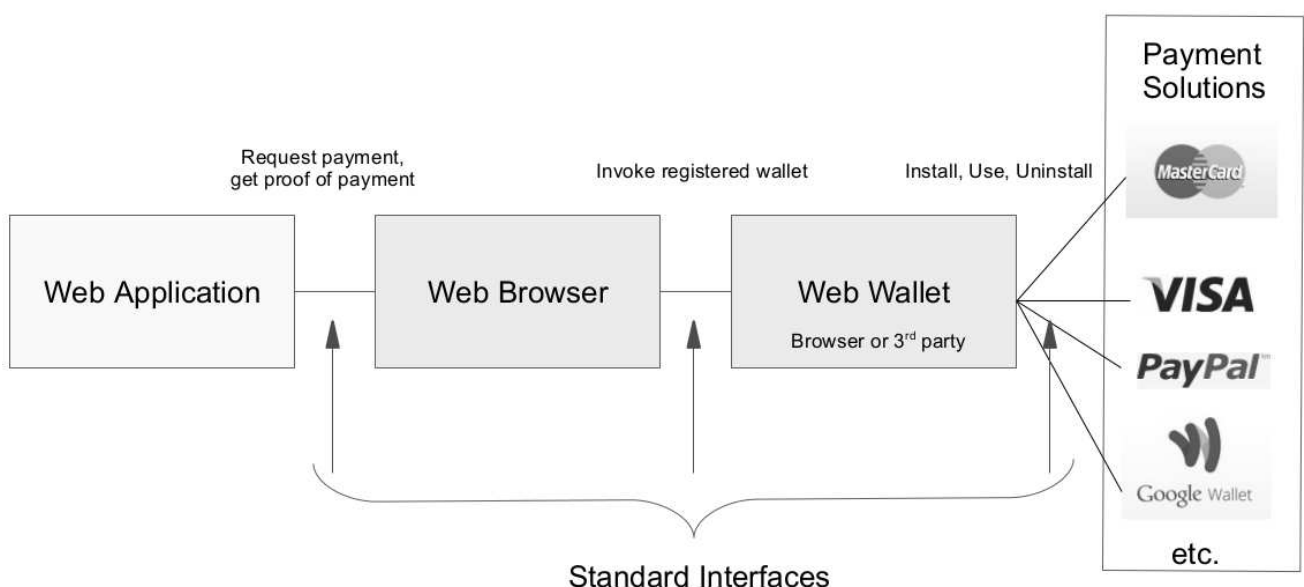 Payment
Solutions
Request payment,
get proof of payment
Invoke registered wallet
Install, Use, Uninstall
MasterCard
Web Application
Web Browser
Web Wallet
Browser or 3rd party
VISA
PayPal
Google Wallet
etc.
Standard Interfaces